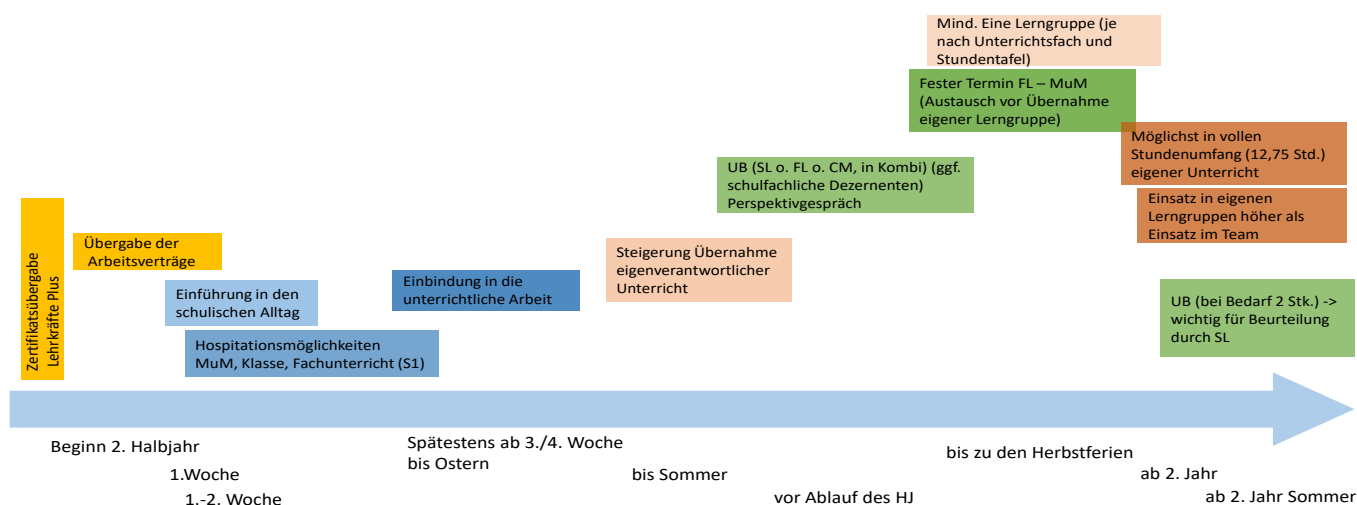 Mind. Eine Lerngruppe (je
nach Unterrichtsfach und
Stundentafel)
Fester Termin FL – MuM
(Austausch vor Übernahme
eigener Lerngruppe)
Möglichst in vollen
Stundenumfang (12,75 Std.)
eigener Unterricht
UB (SL o. FL o. CM, in Kombi) (ggf.
schulfachliche Dezernenten)
Perspektivgespräch
Einsatz in eigenen
Lerngruppen höher als
Einsatz im Team
Zertifikatsübergabe
Lehrkräfte Plus
Übergabe der
Arbeitsverträge
Steigerung Übernahme
eigenverantwortlicher
Unterricht
Einbindung in die
unterrichtliche Arbeit
Einführung in den
schulischen Alltag
UB (bei Bedarf 2 Stk.) ->
wichtig für Beurteilung
durch SL
Hospitationsmöglichkeiten
MuM, Klasse, Fachunterricht (S1)
Beginn 2. Halbjahr
1.Woche
1.-2. Woche
Spätestens ab 3./4. Woche
bis Ostern
bis Sommer
vor Ablauf des HJ
bis zu den Herbstferien
ab 2. Jahr
ab 2. Jahr Sommer